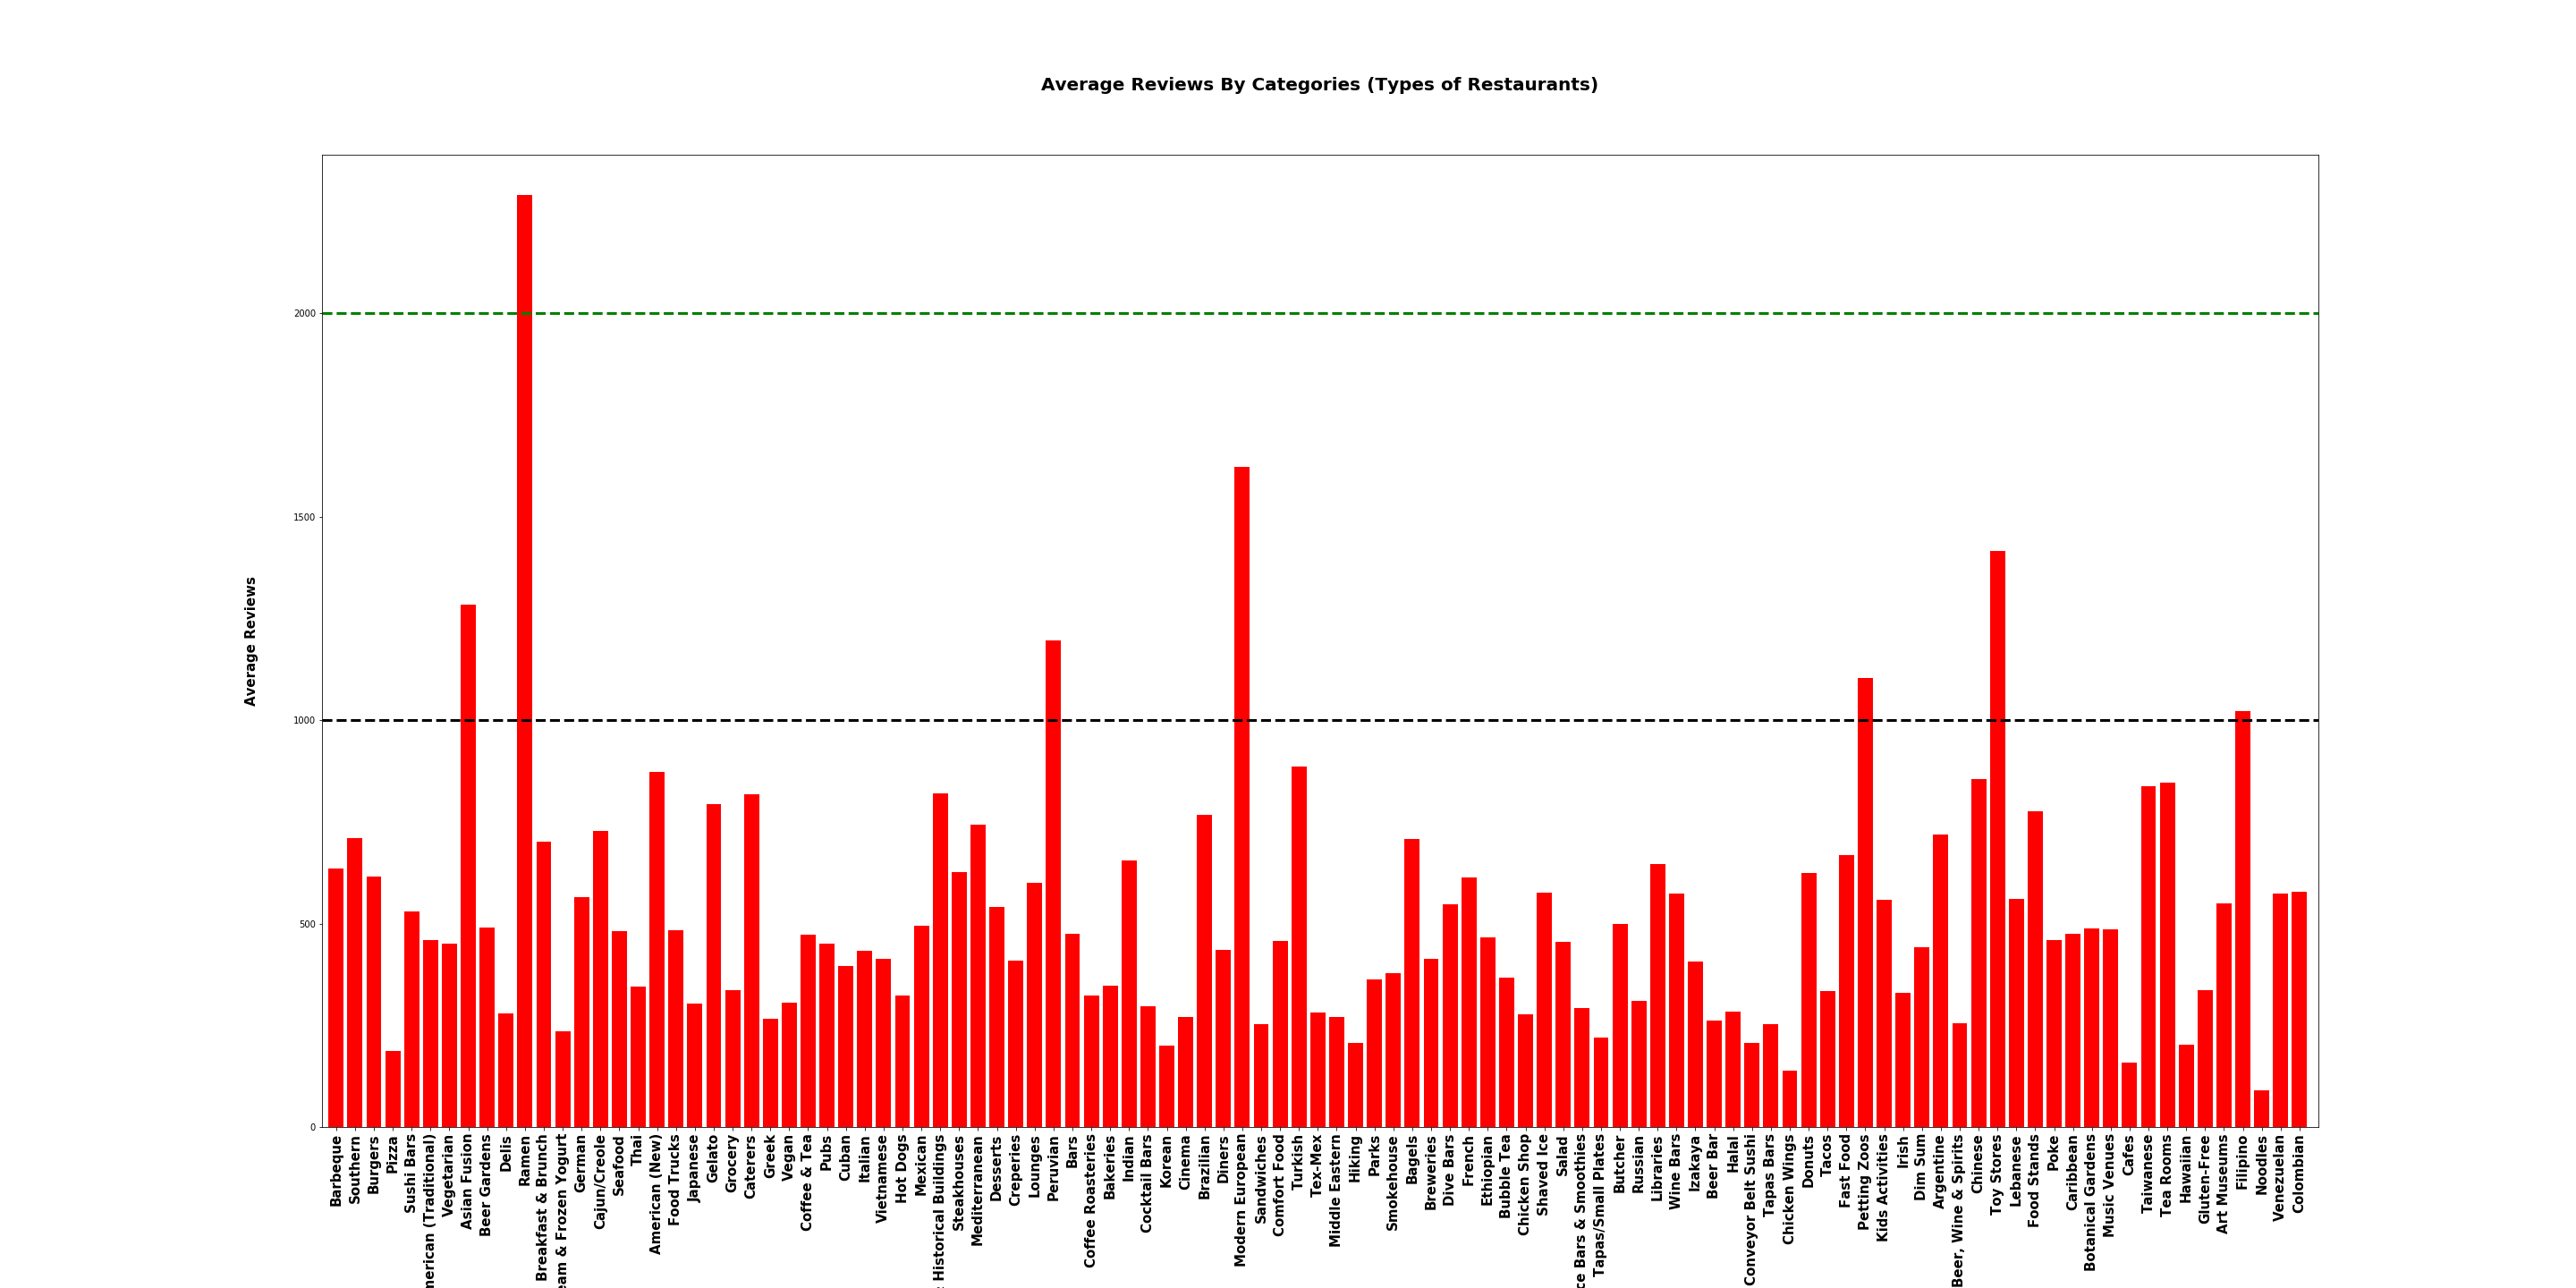 Average Reviews By Categories (Types of Restaurants)
Average Reviews
2000
1500
1000
500
0
Barbeque
Southern
Burgers
Pizza
Sushi Bars
merican (Traditional)
Vegetarian
Asian Fusion
Beer Gardens
Delis
Ramen
Breakfast & Brunch
eam & Frozen Yogurt
German
Cajun/Creole
Seafood
Thai
American (New)
Food Trucks
Japanese
Gelato
Grocery
Caterers
Greek
Vegan
Coffee & Tea
Pubs
Cuban
Italian
Vietnamese
Hot Dogs
Mexican
Historical Buildings
Steakhouses
Mediterranean
Desserts
Creperies
Lounges
Peruvian
Bars
Coffee Roasteries
Bakeries
Indian
Cocktail Bars
Korean
Cinema
Brazilian
Diners
Modern European
Sandwiches
Comfort Food
Turkish
Tex-Mex
Middle Eastern
Hiking
Parks
Smokehouse
Bagels
Breweries
Dive Bars
French
Ethiopian
Bubble Tea
Chicken Shop
Shaved Ice
Salad
ce Bars & Smoothies
Tapas/Small Plates
Butcher
Russian
Libraries
Wine Bars
Izakaya
Beer Bar
Halal
Conveyor Belt Sushi
Tapas Bars
Chicken Wings
Donuts
Tacos
Fast Food
Petting Zoos
Kids Activities
Irish
Dim Sum
Argentine
Beer, Wine & Spirits
Chinese
Toy Stores
Lebanese
Food Stands
Poke
Caribbean
Botanical Gardens
Music Venues
Cafes
Taiwanese
Tea Rooms
Hawaiian
Gluten-Free
Art Museums
Filipino
Noodles
Venezuelan
Colombian